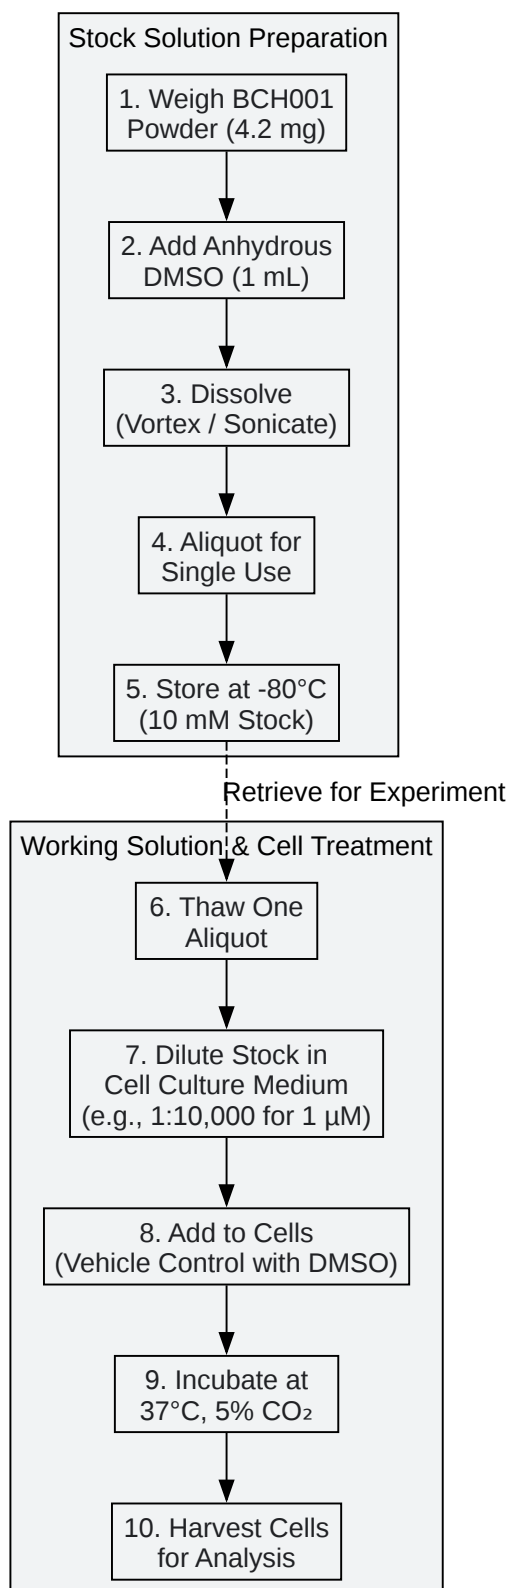 Stock Solution Preparation
1. Weigh BCH001
Powder (4.2 mg)
2. Add Anhydrous
DMSO (1 mL)
3. Dissolve
(Vortex / Sonicate)
4. Aliquot for
Single Use
5. Store at -80°C
(10 mM Stock)
Retrieve for Experiment
Working Solution & Cell Treatment
6. Thaw One
Aliquot
7. Dilute Stock in
Cell Culture Medium
(e.g., 1:10,000 for 1 µM)
8. Add to Cells
(Vehicle Control with DMSO)
9. Incubate at
37°C, 5% CO₂
10. Harvest Cells
for Analysis